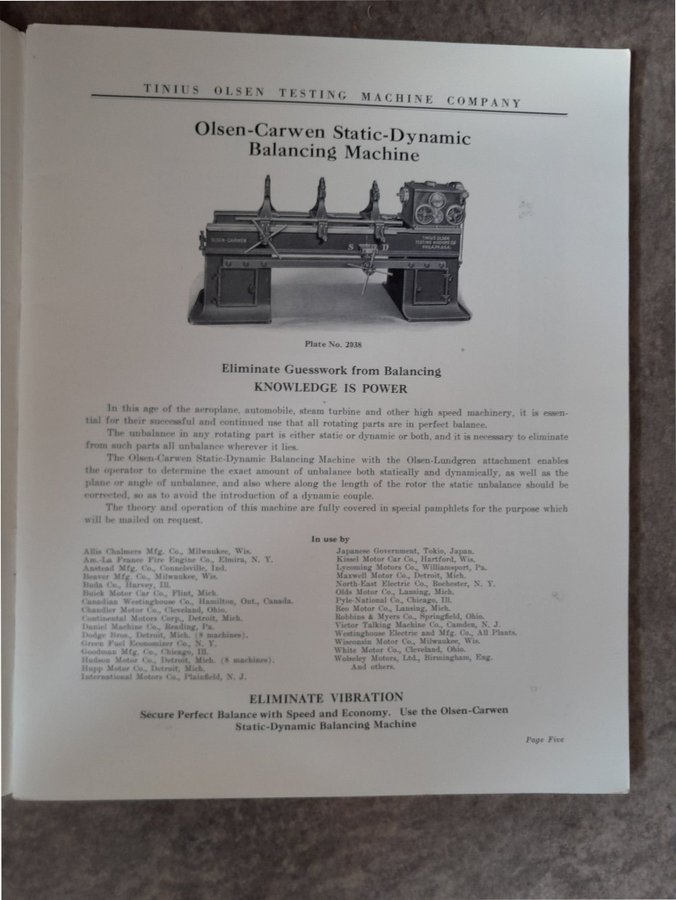 TINIUS OLSEN TESTING MACHINE COMPANY
Olsen-Carwen Static-Dynamic
Balancing Machine
OLSEN-CARWEN
S D
TINIUS OLSEN
TESTING MACHINE CO
PHILA.PA.U.S.A.
Plate No. 2038
Eliminate Guesswork from Balancing
KNOWLEDGE IS POWER
In this age of the aeroplane, automobile, steam turbine and other high speed machinery, it is essen-
tial for their successful and continued use that all rotating parts are in perfect balance.
The unbalance in any rotating part is either static or dynamic or both, and it is necessary to eliminate
from such parts all unbalance wherever it lies.
The Olsen-Carwen Static-Dynamic Balancing Machine with the Olsen-Lundgren attachment enables
the operator to determine the exact amount of unbalance both statically and dynamically, as well as the
plane or angle of unbalance, and also where along the length of the rotor the static unbalance should be
corrected, so as to avoid the introduction of a dynamic couple.
The theory and operation of this machine are fully covered in special pamphlets for the purpose which
will be mailed on request.
In use by
Allis Chalmers Mfg. Co., Milwaukee, Wis.
Am.-La France Fire Engine Co., Elmira, N. Y.
Anstead Mfg. Co., Connelsville, Ind.
Beaver Mfg. Co., Milwaukee, Wis.
Buda Co., Harvey, Ill.
Buick Motor Car Co., Flint, Mich.
Canadian Westinghouse Co., Hamilton, Ont., Canada.
Chandler Motor Co., Cleveland, Ohio.
Continental Motors Corp., Detroit, Mich.
Daniel Machine Co., Reading, Pa.
Dodge Bros., Detroit, Mich. (8 machines).
Green Fuel Economizer Co., N. Y.
Goodman Mfg. Co., Chicago, Ill.
Hudson Motor Co., Detroit, Mich. (8 machines).
Hupp Motor Co., Detroit, Mich.
International Motors Co., Plainfield, N. J.
Japanese Government, Tokio, Japan.
Kissel Motor Car Co., Hartford, Wis.
Lycoming Motors Co., Williamsport, Pa.
Maxwell Motor Co., Detroit, Mich.
North-East Electric Co., Rochester, N. Y.
Olds Motor Co., Lansing, Mich.
Pyle-National Co., Chicago, Ill.
Reo Motor Co., Lansing, Mich.
Robbins & Myers Co., Springfield, Ohio.
Victor Talking Machine Co., Camden, N. J.
Westinghouse Electric and Mfg. Co., All Plants.
Wisconsin Motor Co., Milwaukee, Wis.
White Motor Co., Cleveland, Ohio.
Wolseley Motors, Ltd., Birmingham, Eng.
And others.
ELIMINATE VIBRATION
Secure Perfect Balance with Speed and Economy. Use the Olsen-Carwen
Static-Dynamic Balancing Machine
Page Five